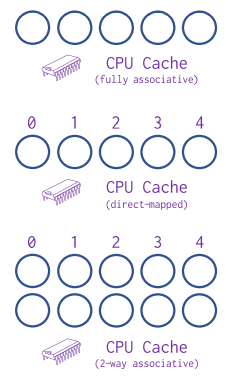 CPU Cache
(fully associative)
0 1 2 3 4
CPU Cache
(direct-mapped)
0 1 2 3 4
CPU Cache
(2-way associative)